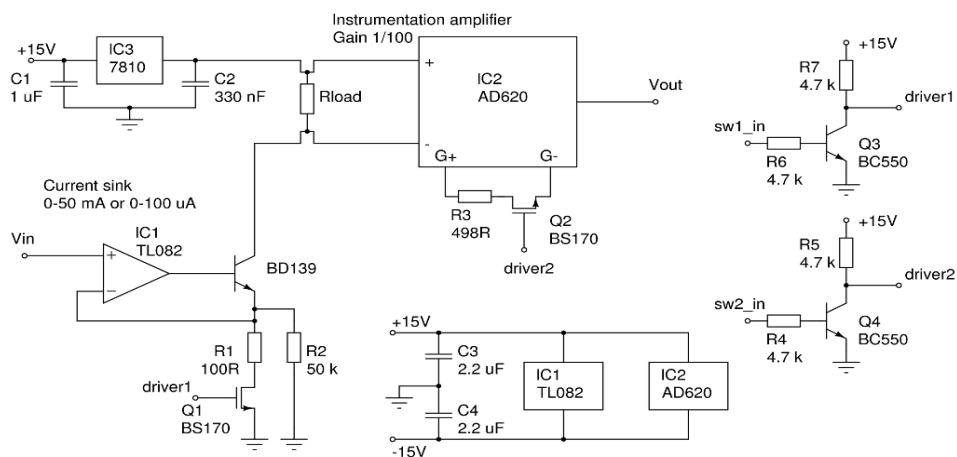 Instrumentation amplifier
Gain 1/100
+15V
IC3
7810
C1
1 uF
C2
330 nF
Rload
+
-
IC2
AD620
G+
G-
Vout
R3
498R
Q2
BS170
driver2
Current sink
0-50 mA or 0-100 uA
Vin
IC1
TL082
+
−
BD139
R1
100R
R2
50 k
driver1
Q1
BS170
+15V
C3
2.2 uF
C4
2.2 uF
-15V
IC1
TL082
IC2
AD620
+15V
R7
4.7 k
driver1
sw1_in
R6
4.7 k
Q3
BC550
+15V
R5
4.7 k
driver2
sw2_in
R4
4.7 k
Q4
BC550